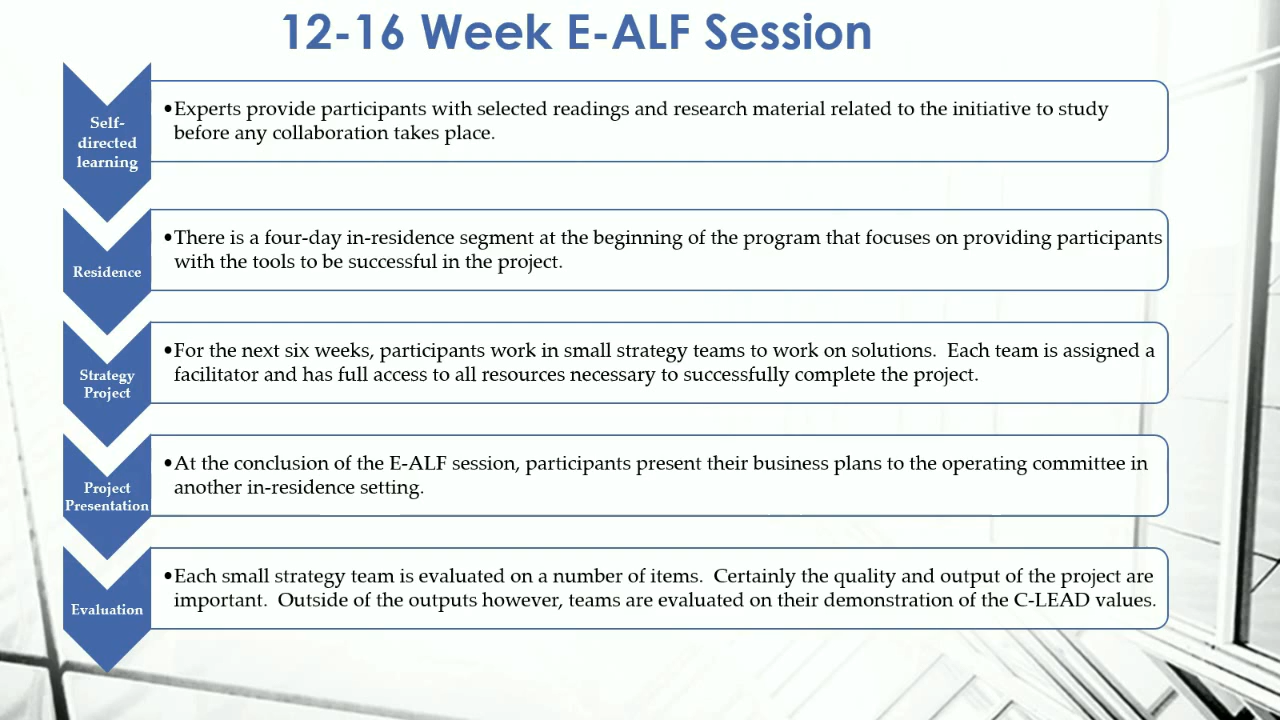 12-16 Week E-ALF Session
Self-
directed
learning
•Experts provide participants with selected readings and research material related to the initiative to study
before any collaboration takes place.
Residence
•There is a four-day in-residence segment at the beginning of the program that focuses on providing participants
with the tools to be successful in the project.
Strategy
Project
•For the next six weeks, participants work in small strategy teams to work on solutions.  Each team is assigned a
facilitator and has full access to all resources necessary to successfully complete the project.
Project
Presentation
•At the conclusion of the E-ALF session, participants present their business plans to the operating committee in
another in-residence setting.
Evaluation
•Each small strategy team is evaluated on a number of items.  Certainly the quality and output of the project are
important.  Outside of the outputs however, teams are evaluated on their demonstration of the C-LEAD values.